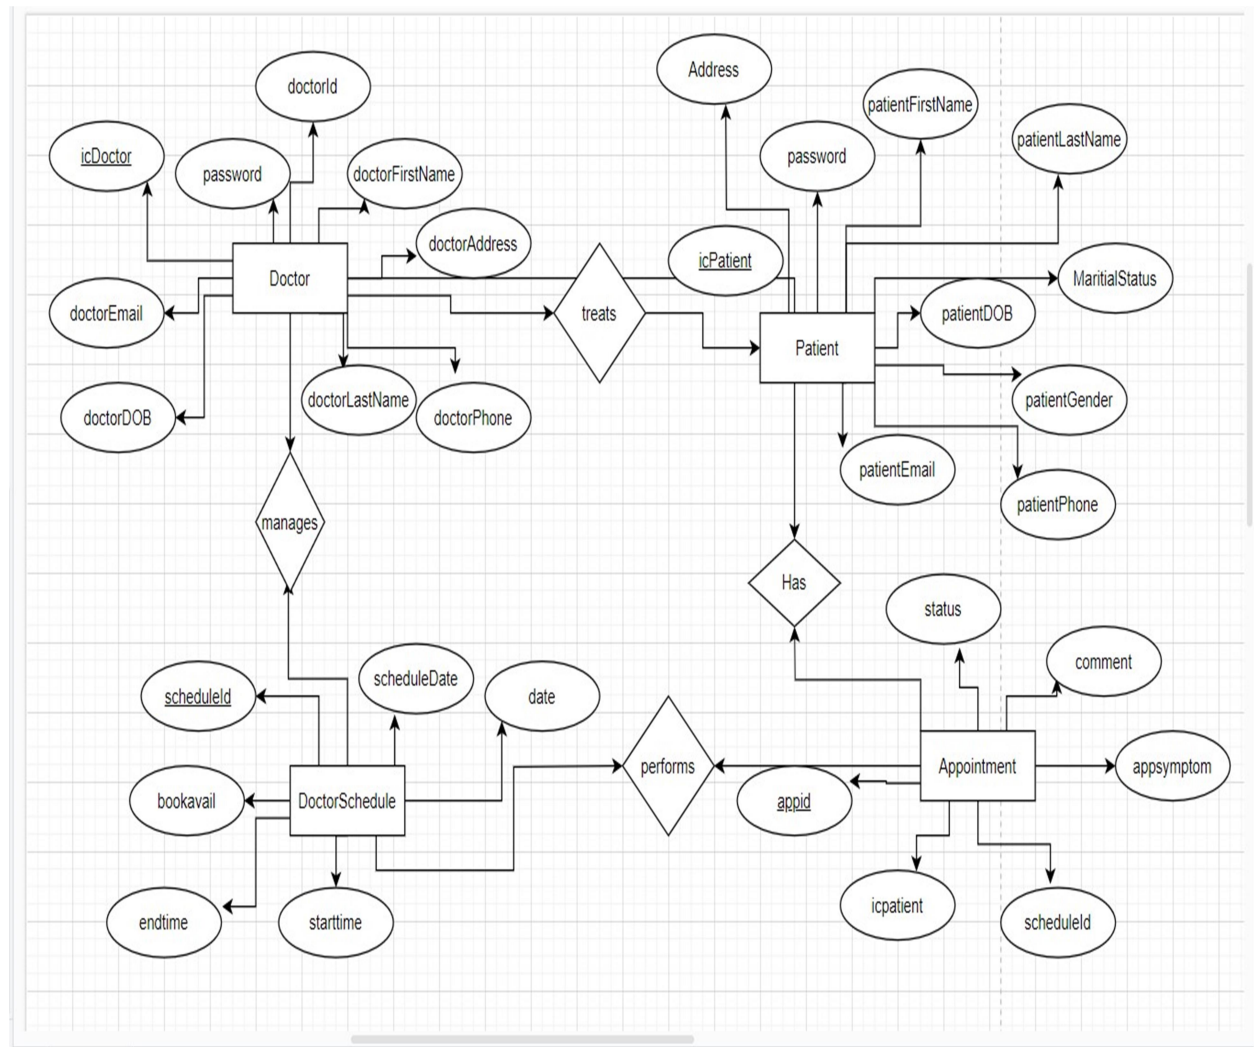 Address
doctorId
patientFirstName
patientLastName
icDoctor
password
doctorFirstName
password
doctorAddress
icPatient
Doctor
MaritialStatus
doctorEmail
treats
patientDOB
Patient
doctorLastName
doctorPhone
doctorDOB
patientGender
patientEmail
patientPhone
manages
Has
status
scheduleDate
comment
scheduleId
date
performs
Appointment
appsymptom
bookavail
DoctorSchedule
appid
icpatient
endtime
starttime
scheduleId